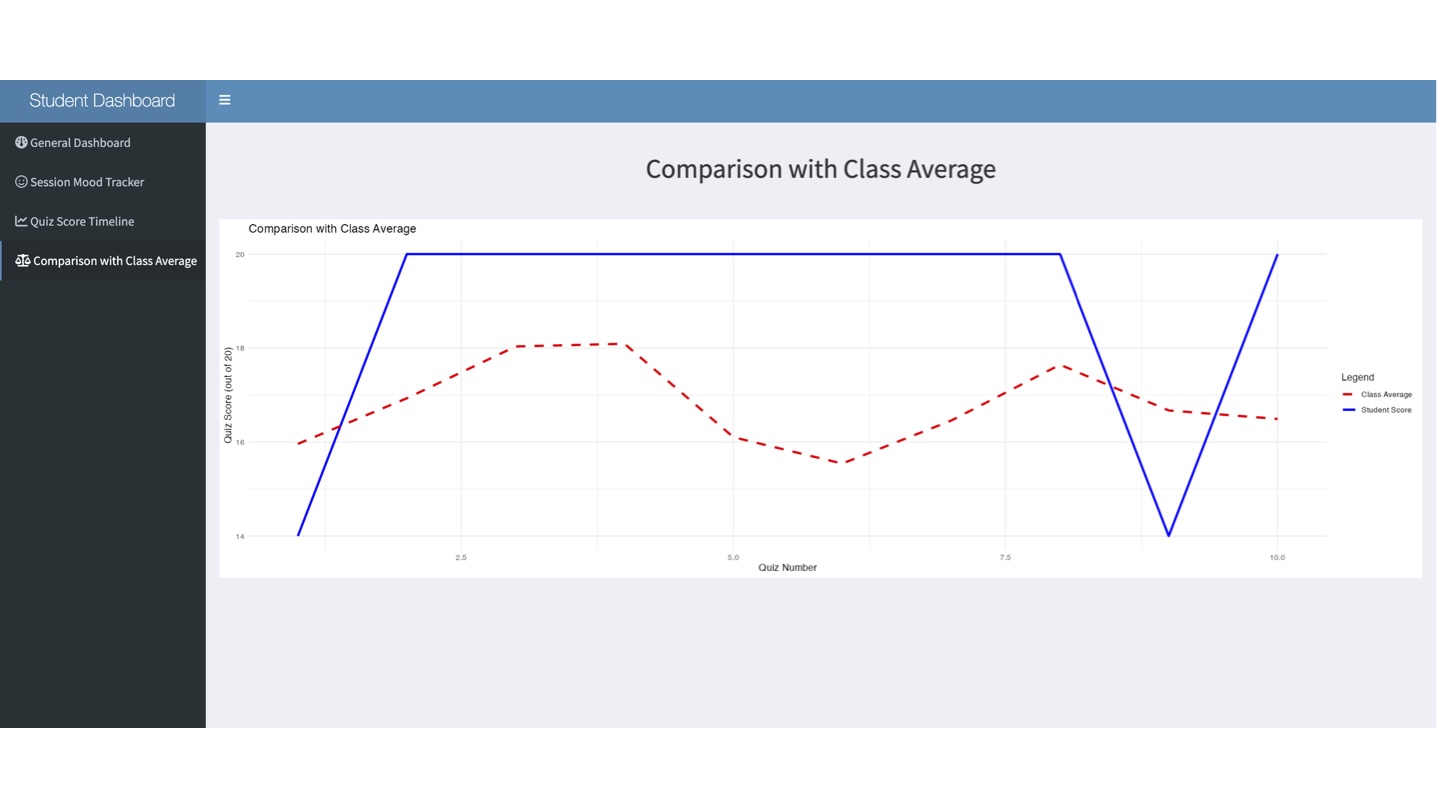 Student Dashboard
General Dashboard
Session Mood Tracker
Quiz Score Timeline
Comparison with Class Average
Comparison with Class Average
Comparison with Class Average
Quiz Score (out of 20)
20
18
16
14
2.5
5.0
7.5
10.0
Quiz Number
Legend
Class Average
Student Score